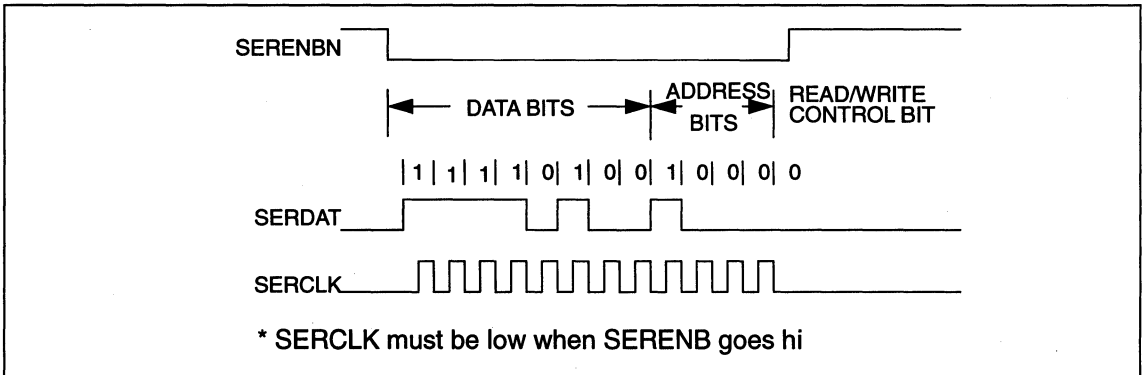 SERENBN
DATA BITS
ADDRESS
BITS
READ/WRITE
CONTROL BIT
| 1 | 1 | 1 | 1 | 0 | 1 | 0 | 0 | 1 | 0 | 0 | 0 | 0
SERDAT
SERCLK
* SERCLK must be low when SERENB goes hi